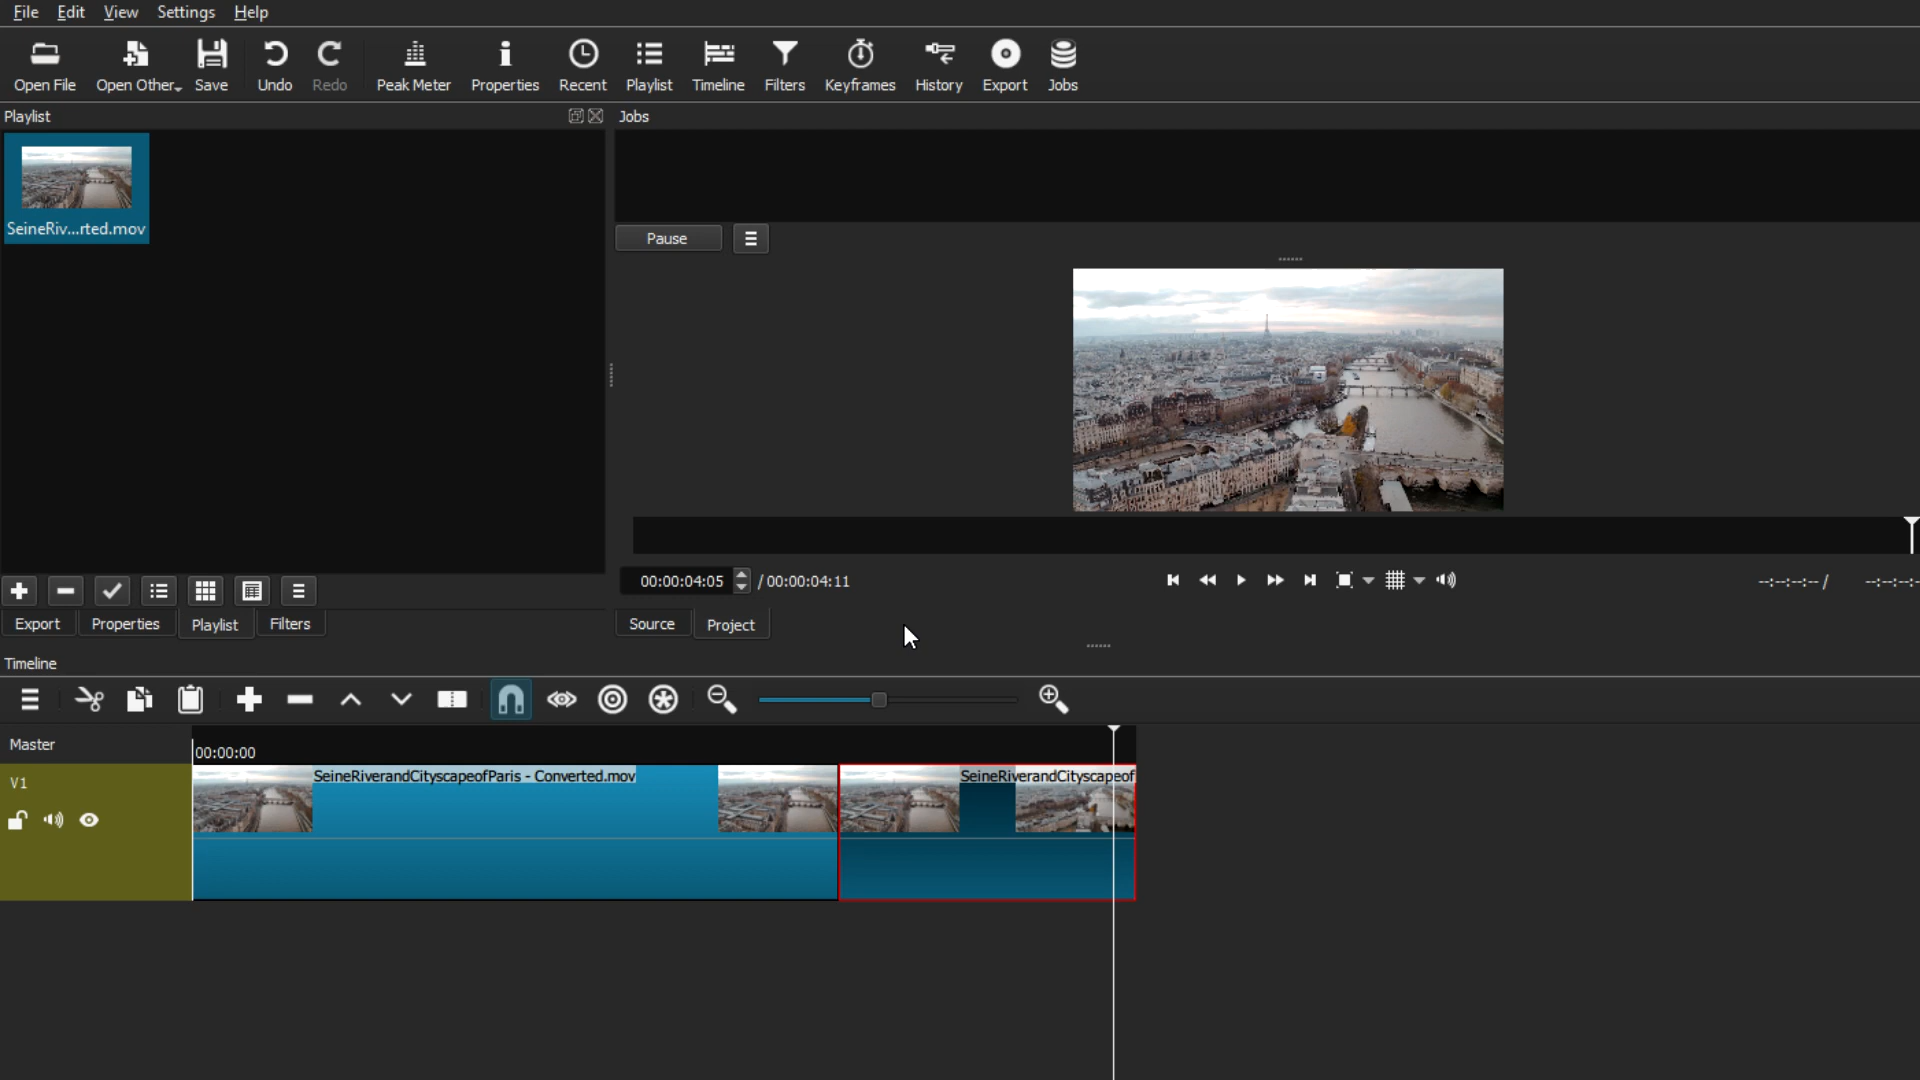 File Edit View Settings Help
Open File Open Other Save Undo Redo Peak Meter Properties Recent Playlist Timeline Filters Keyframes History Export Jobs
Playlist
Jobs
SeineRiv...rted.mov
Pause
00:00:04:05 / 00:00:04:11
--:--:--:-- / --:--:--:-
Export Properties Playlist Filters
Source Project
Timeline
Master
00:00:00
V1
SeineRiverandCityscapeofParis - Converted.mov
SeineRiverandCityscapeof